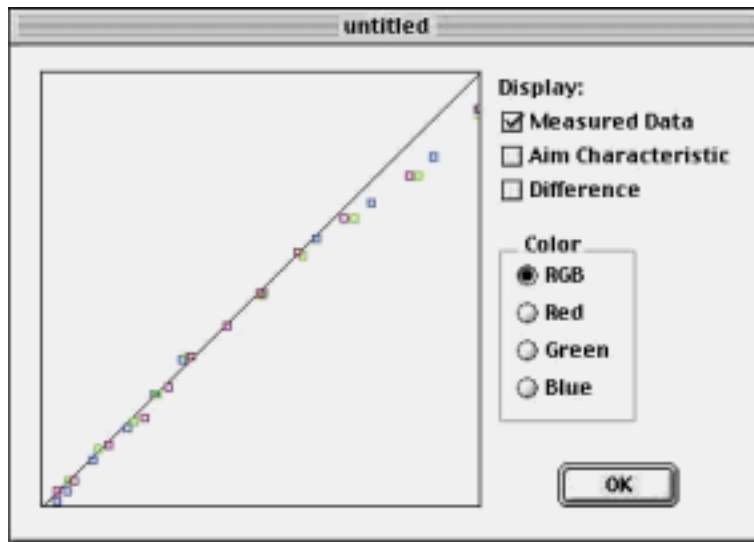 untitled
Display:
Measured Data
Aim Characteristic
Difference
Color
RGB
Red
Green
Blue
OK